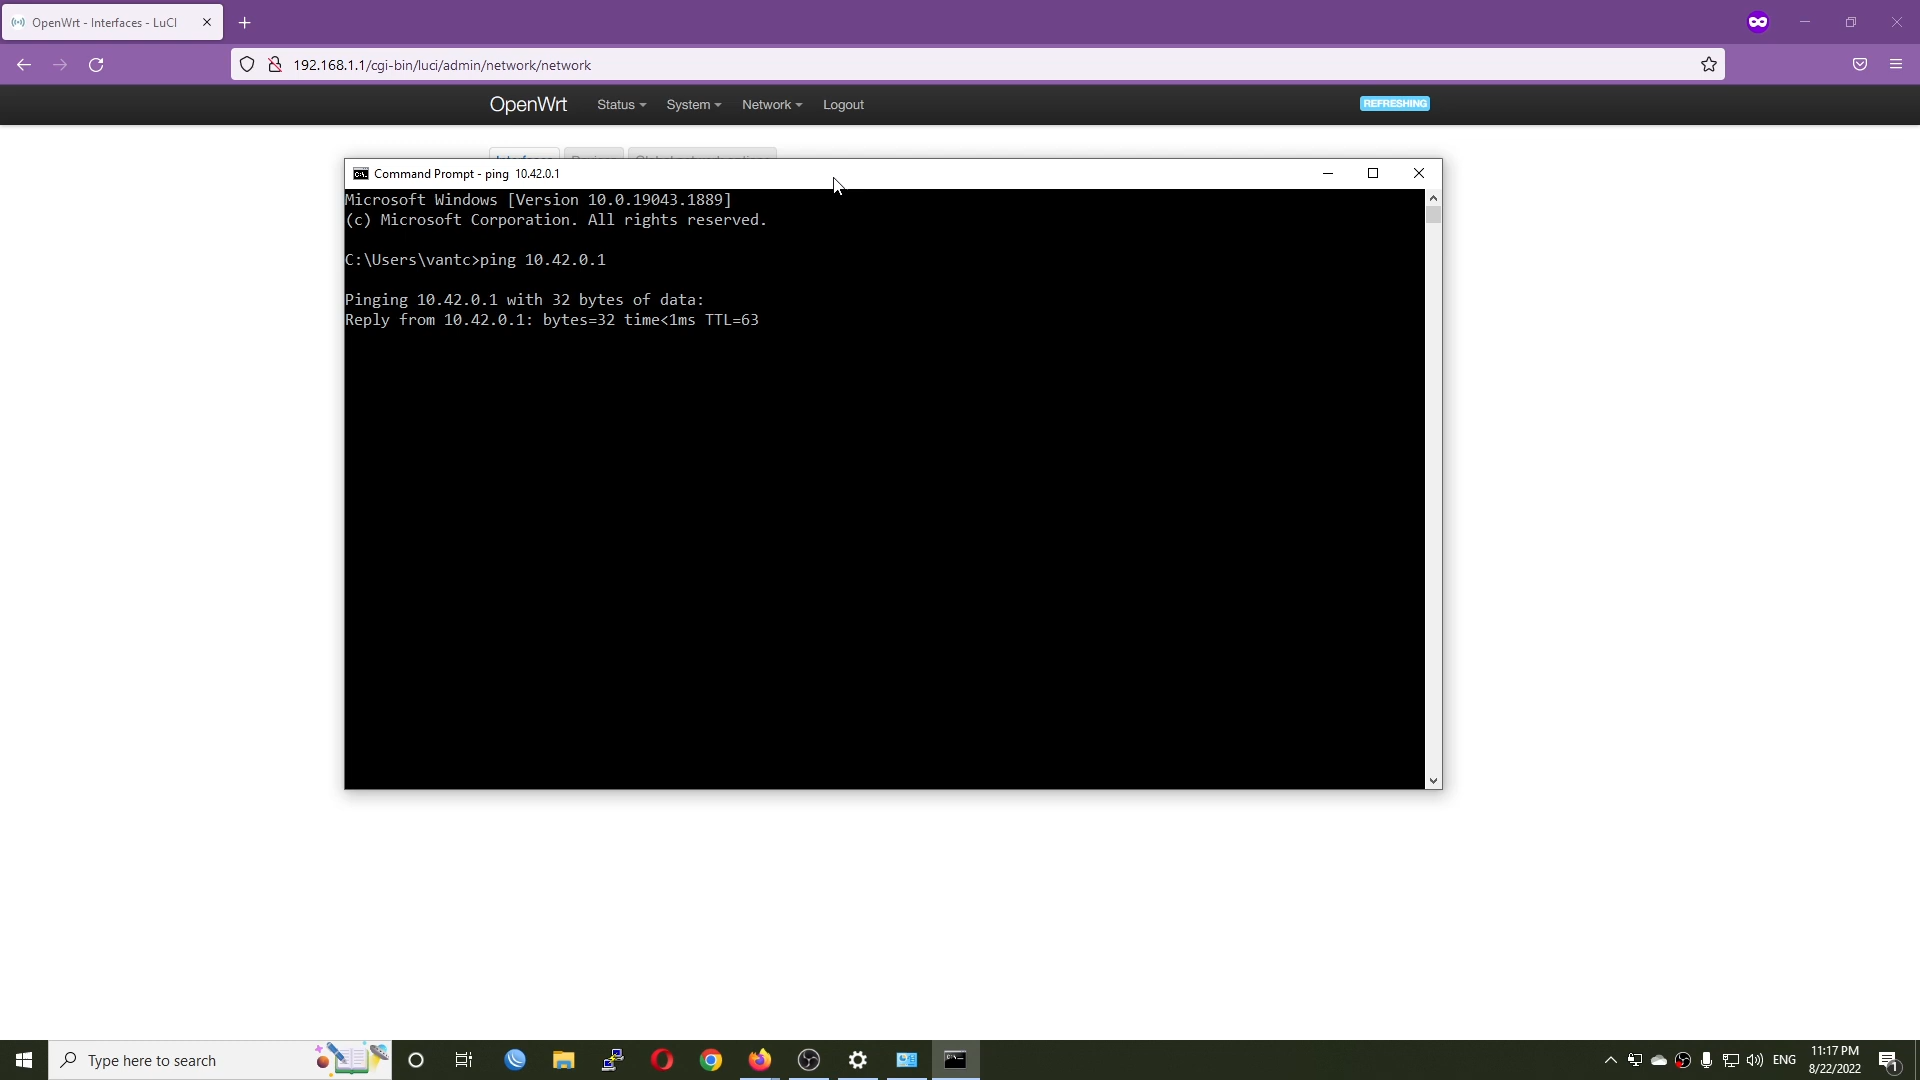 OpenWrt - Interfaces - LuCI
192.168.1.1/cgi-bin/luci/admin/network/network
OpenWrt Status System Network Logout REFRESHING
Command Prompt - ping 10.42.0.1
Microsoft Windows [Version 10.0.19043.1889]
(c) Microsoft Corporation. All rights reserved.
C:\Users\vantc>ping 10.42.0.1
Pinging 10.42.0.1 with 32 bytes of data:
Reply from 10.42.0.1: bytes=32 time<1ms TTL=63
Type here to search
ENG
11:17 PM
8/22/2022
1